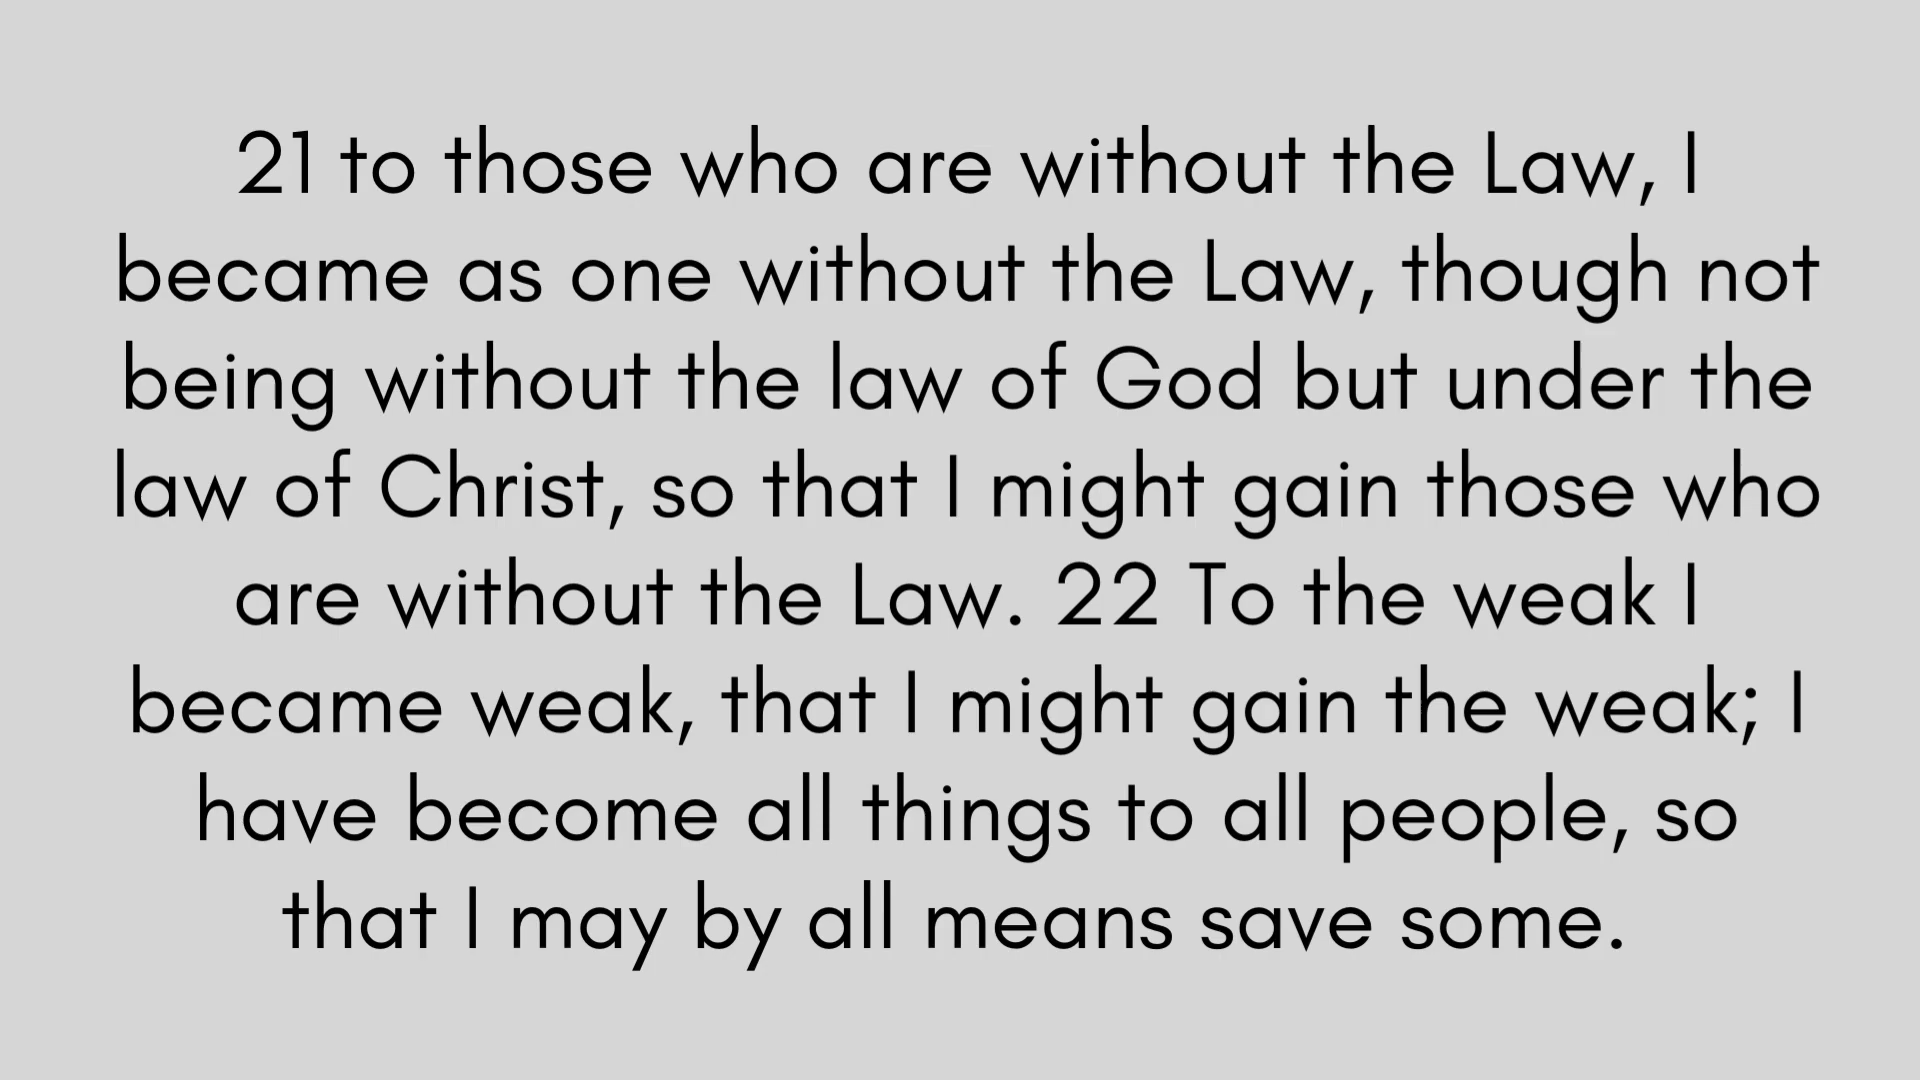 21 to those who are without the Law, I
became as one without the Law, though not
being without the law of God but under the
law of Christ, so that I might gain those who
are without the Law. 22 To the weak I
became weak, that I might gain the weak; I
have become all things to all people, so
that I may by all means save some.